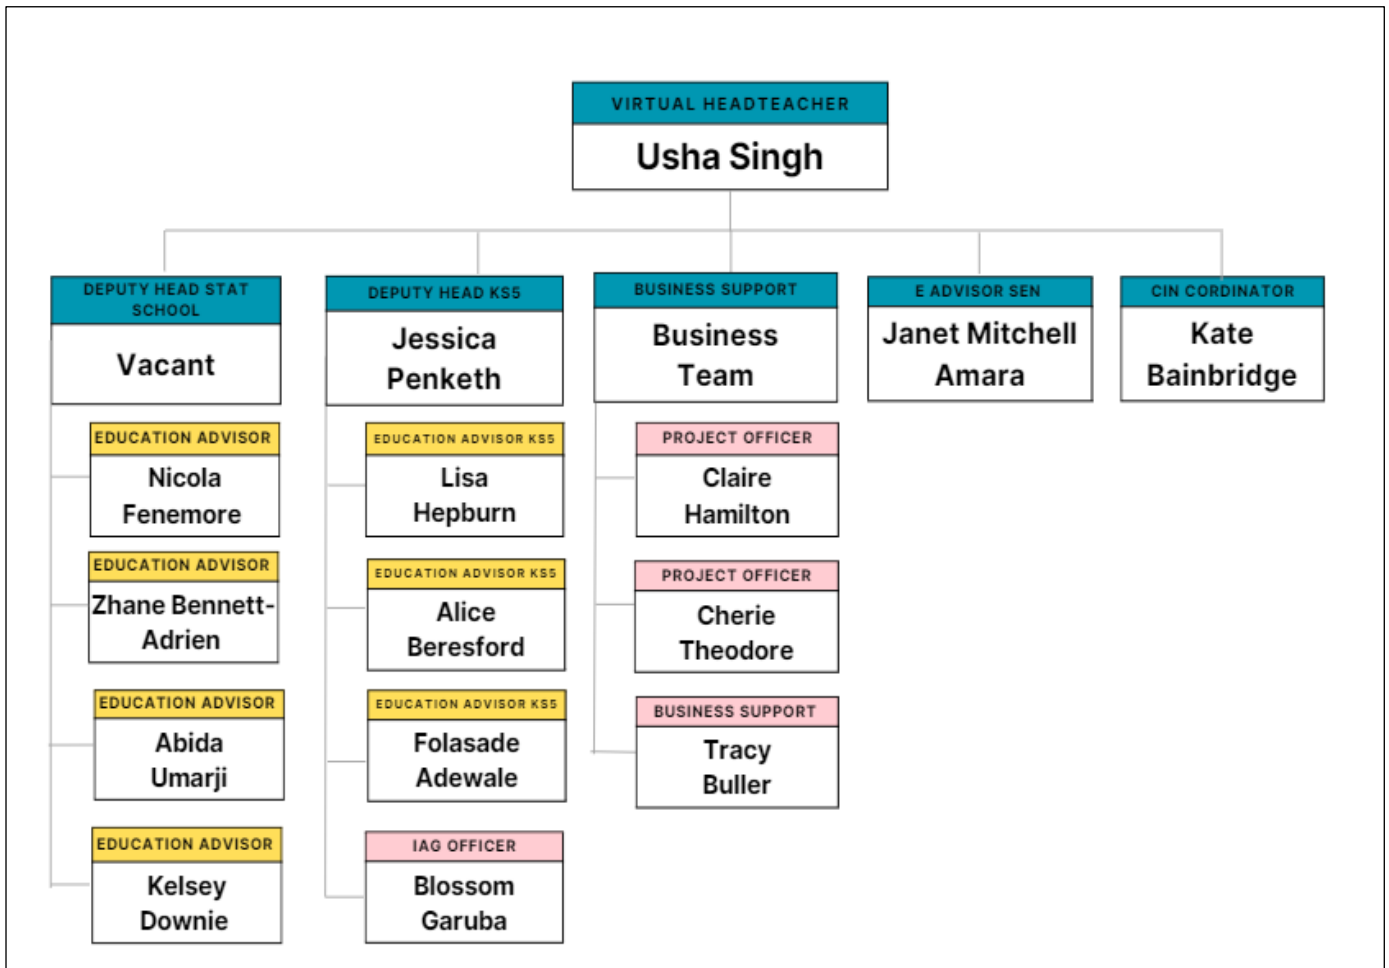 VIRTUAL HEADTEACHER
Usha Singh
DEPUTY HEAD STAT
SCHOOL
Vacant
EDUCATION ADVISOR
Nicola
Fenemore
EDUCATION ADVISOR
Zhane Bennett-
Adrien
EDUCATION ADVISOR
Abida
Umarji
EDUCATION ADVISOR
Kelsey
Downie
DEPUTY HEAD KS5
Jessica
Penketh
EDUCATION ADVISOR KS5
Lisa
Hepburn
EDUCATION ADVISOR KS5
Alice
Beresford
EDUCATION ADVISOR KS5
Folasade
Adewale
IAG OFFICER
Blossom
Garuba
BUSINESS SUPPORT
Business
Team
PROJECT OFFICER
Claire
Hamilton
PROJECT OFFICER
Cherie
Theodore
BUSINESS SUPPORT
Tracy
Buller
E ADVISOR SEN
Janet Mitchell
Amara
CIN CORDINATOR
Kate
Bainbridge